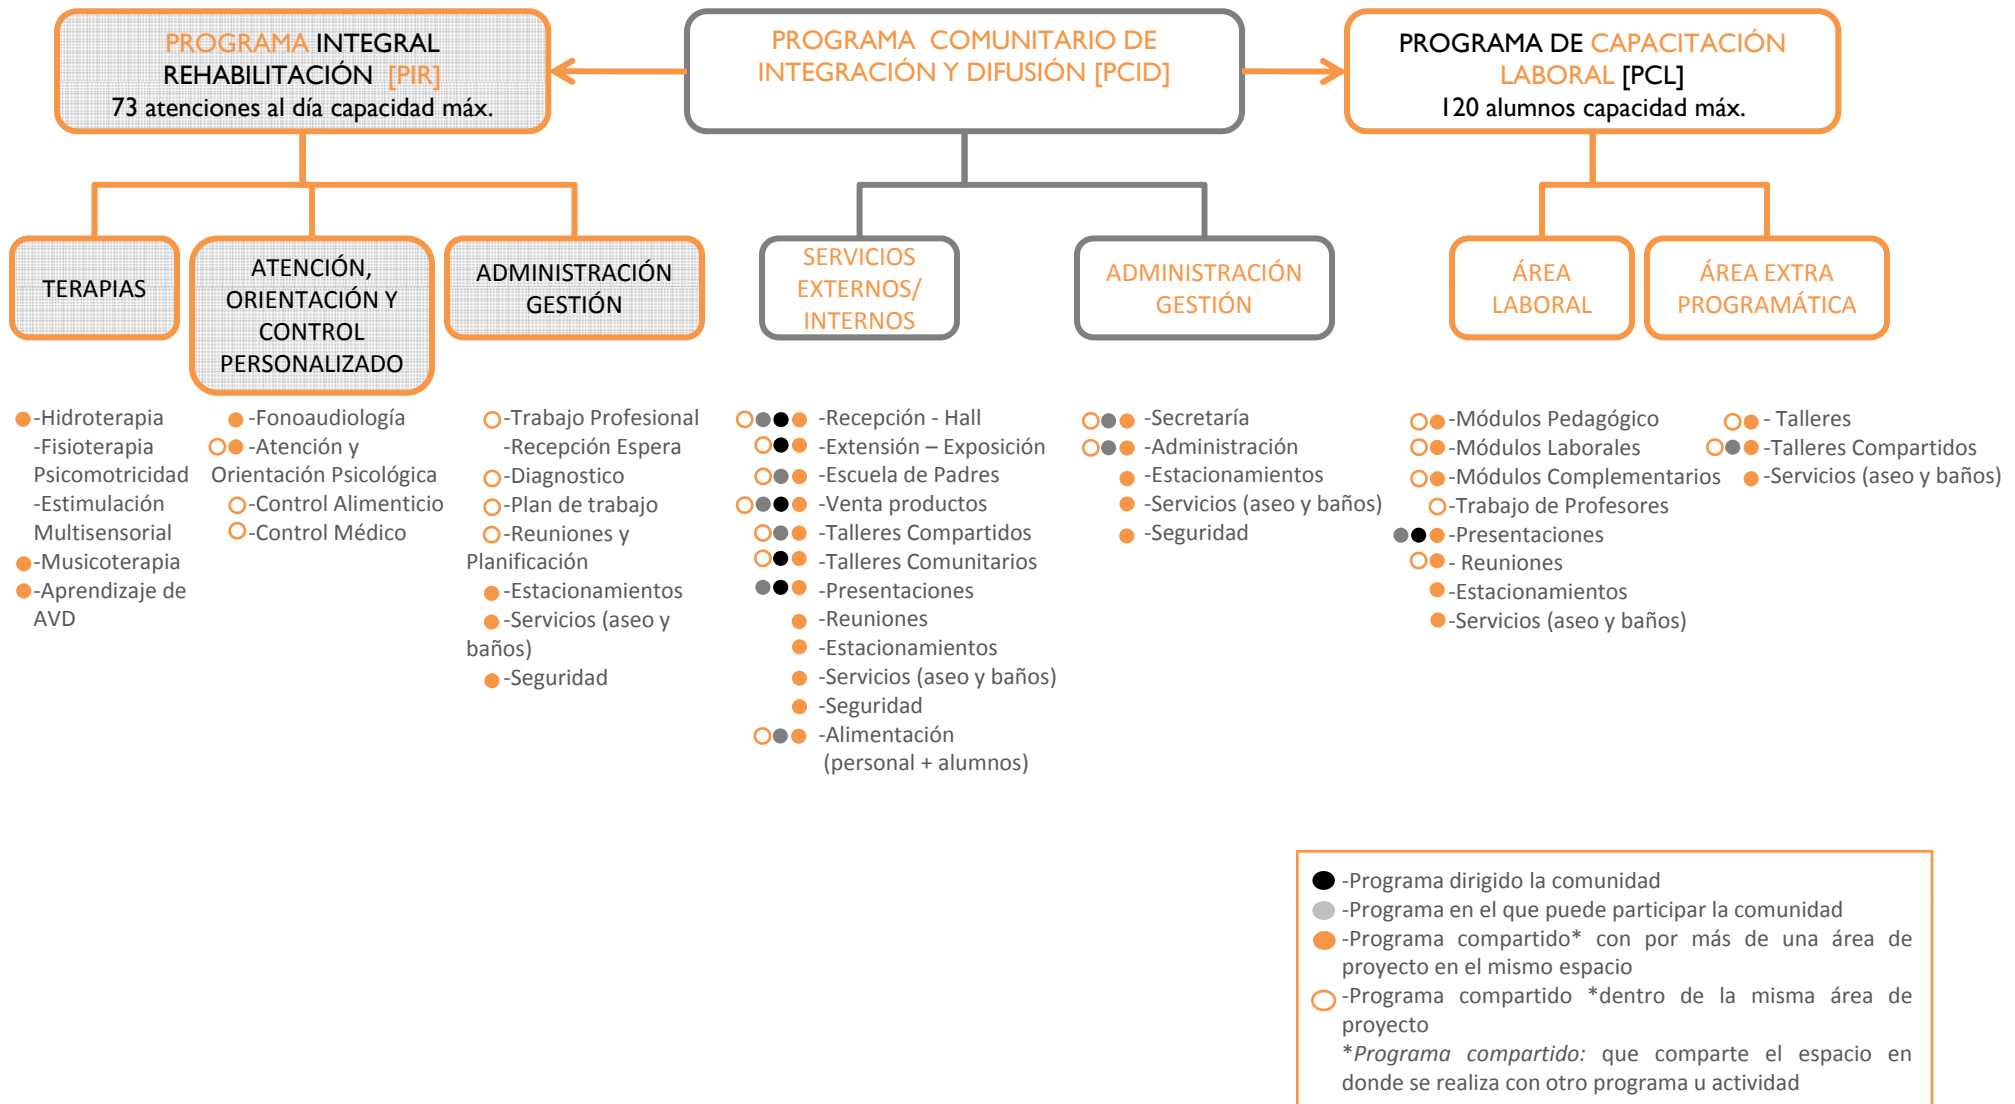 PROGRAMA INTEGRAL
REHABILITACIÓN [PIR]
73 atenciones al día capacidad máx.
PROGRAMA COMUNITARIO DE
INTEGRACIÓN Y DIFUSIÓN [PCID]
PROGRAMA DE CAPACITACIÓN
LABORAL [PCL]
120 alumnos capacidad máx.
TERAPIAS
ATENCIÓN,
ORIENTACIÓN Y
CONTROL
PERSONALIZADO
ADMINISTRACIÓN
GESTIÓN
SERVICIOS
EXTERNOS/
INTERNOS
ADMINISTRACIÓN
GESTIÓN
ÁREA
LABORAL
ÁREA EXTRA
PROGRAMÁTICA
-Hidroterapia
-Fisioterapia
Psicomotricidad
-Estimulación
Multisensorial
-Musicoterapia
-Aprendizaje de
AVD
-Fonoaudiología
-Atención y
Orientación Psicológica
-Control Alimenticio
-Control Médico
-Trabajo Profesional
-Recepción Espera
-Diagnostico
-Plan de trabajo
-Reuniones y
Planificación
-Estacionamientos
-Servicios (aseo y
baños)
-Seguridad
-Recepción - Hall
-Extensión – Exposición
-Escuela de Padres
-Venta productos
-Talleres Compartidos
-Talleres Comunitarios
-Presentaciones
-Reuniones
-Estacionamientos
-Servicios (aseo y baños)
-Seguridad
-Alimentación
(personal + alumnos)
-Secretaría
-Administración
-Estacionamientos
-Servicios (aseo y baños)
-Seguridad
-Módulos Pedagógico
-Módulos Laborales
-Módulos Complementarios
-Trabajo de Profesores
-Presentaciones
- Reuniones
-Estacionamientos
-Servicios (aseo y baños)
- Talleres
-Talleres Compartidos
-Servicios (aseo y baños)
-Programa dirigido la comunidad
-Programa en el que puede participar la comunidad
-Programa compartido* con por más de una área de
proyecto en el mismo espacio
-Programa compartido *dentro de la misma área de
proyecto
*Programa compartido: que comparte el espacio en
donde se realiza con otro programa u actividad